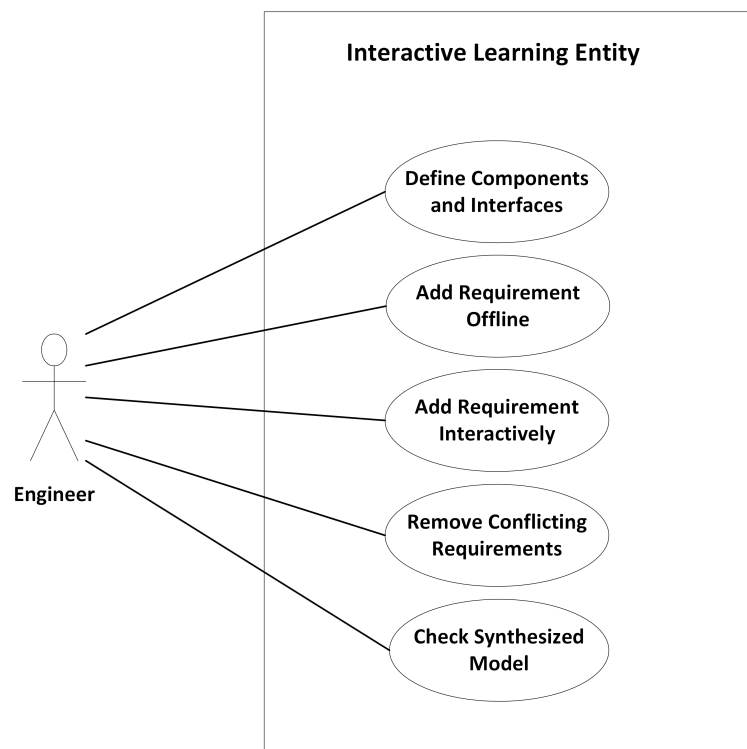 Interactive Learning Entity
Define Components
and Interfaces
Add Requirement
Offline
Add Requirement
Interactively
Remove Conflicting
Requirements
Check Synthesized
Model
Engineer